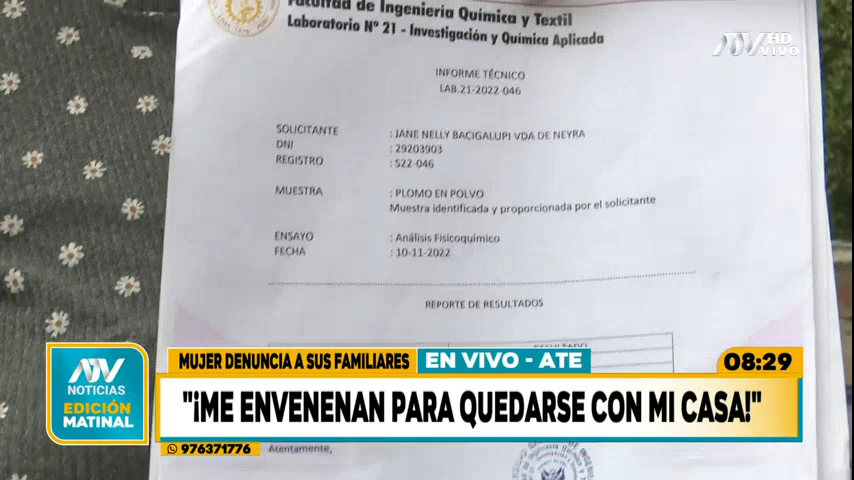 Facultad de Ingeniería Química y Textil
Laboratorio N° 21 - Investigación y Química Aplicada
ATV HD
VIVO
INFORME TÉCNICO
LAB.21-2022-046
SOLICITANTE : JANE NELLY BACIGALUPI VDA DE NEYRA
DNI : 29203903
REGISTRO : S22-046
MUESTRA : PLOMO EN POLVO
Muestra identificada y proporcionada por el solicitante
ENSAYO : Análisis Fisicoquímico
FECHA : 10-11-2022
REPORTE DE RESULTADOS
RESULTADO
MUJER DENUNCIA A SUS FAMILIARES
EN VIVO - ATE
08:29
ATV
NOTICIAS
EDICIÓN
MATINAL
"¡ME ENVENENAN PARA QUEDARSE CON MI CASA!"
976371776
Atentamente,